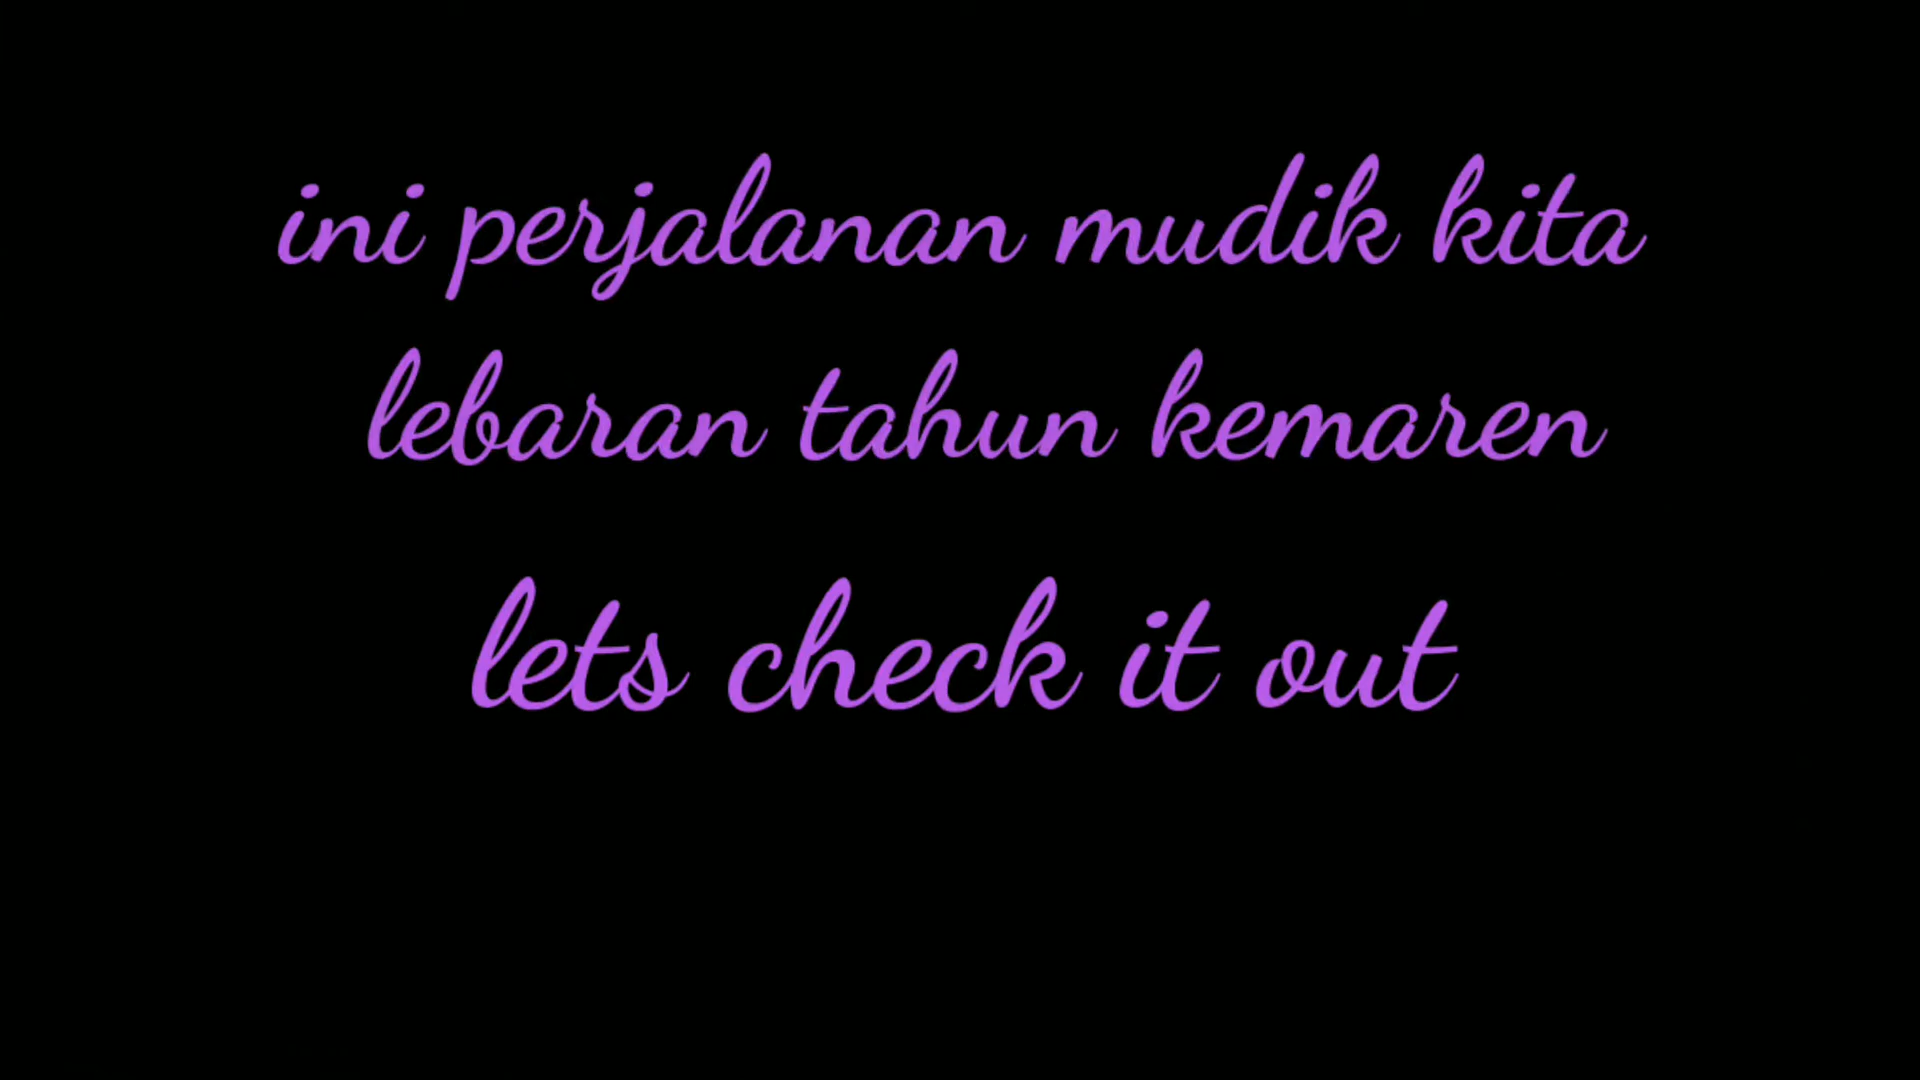 ini perjalanan mudik kita
lebaran tahun kemaren
lets check it out